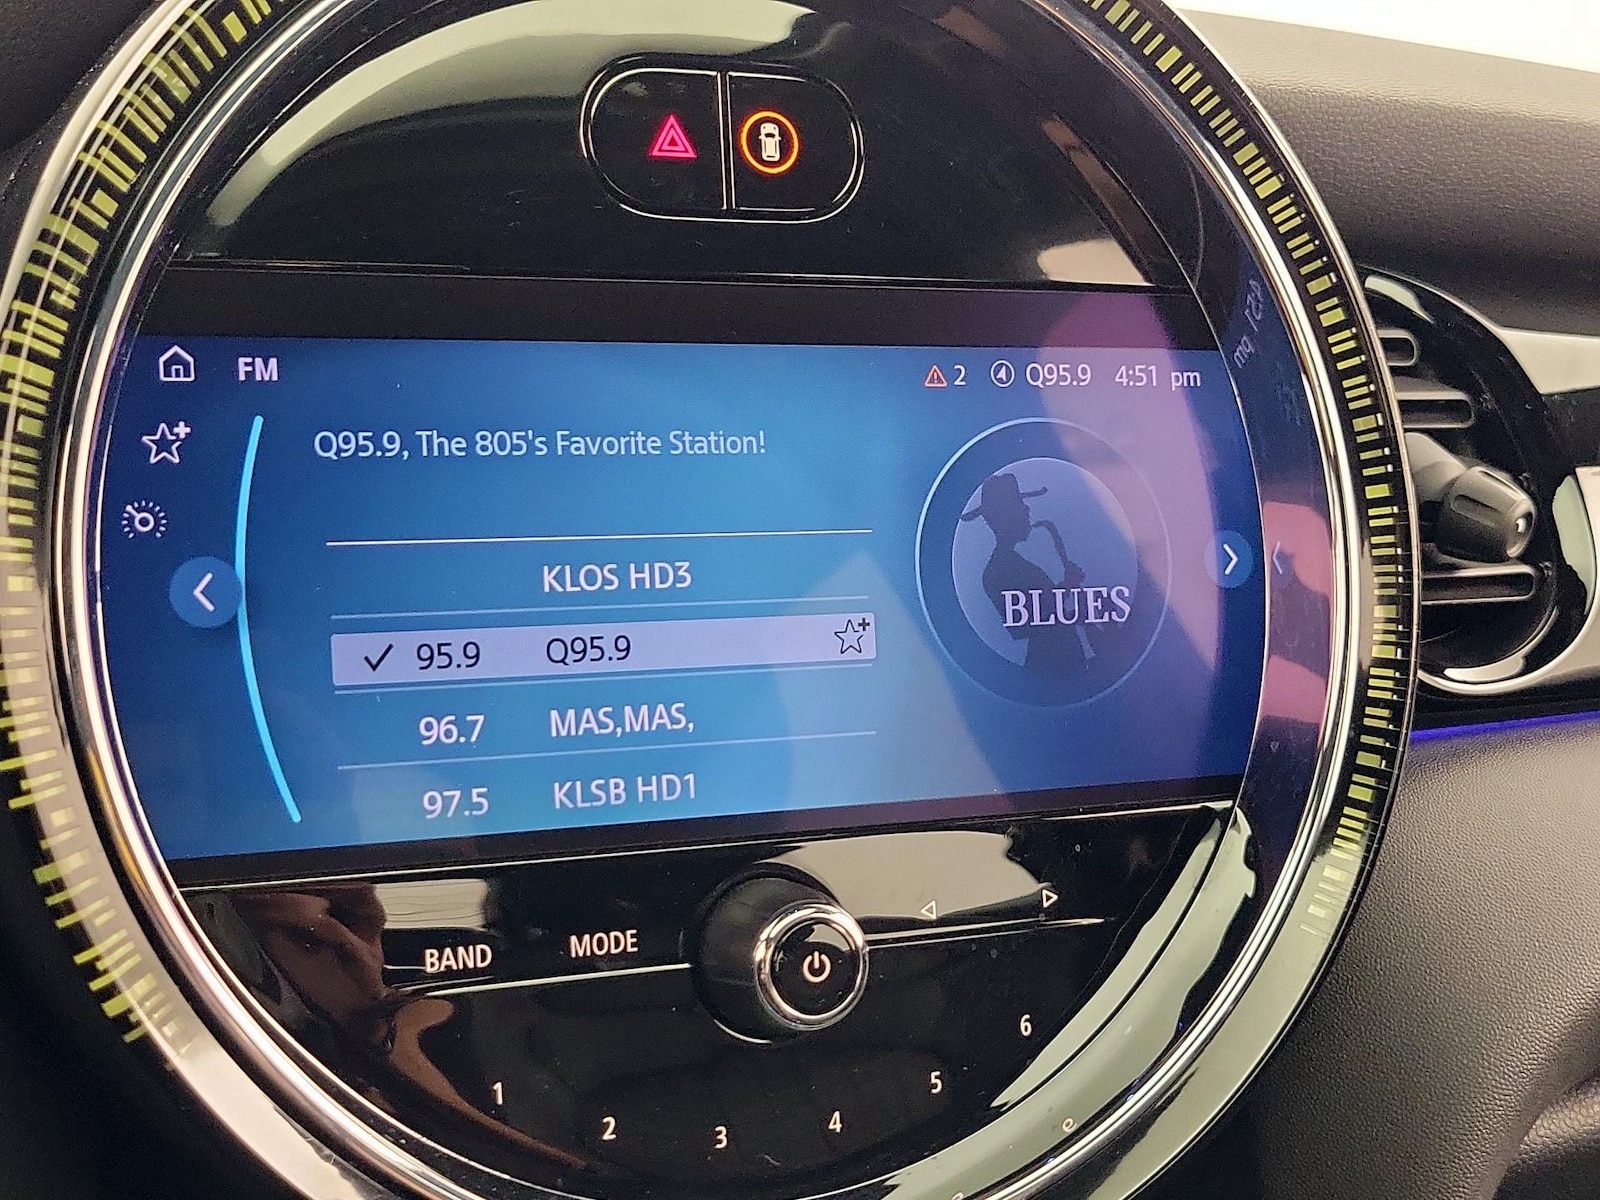 FM
2 Q95.9 4:51 pm
Q95.9, The 805's Favorite Station!
KLOS HD3
95.9 Q95.9
96.7 MAS,MAS,
97.5 KLSB HD1
BLUES
BAND MODE
1 2 3 4 5 6